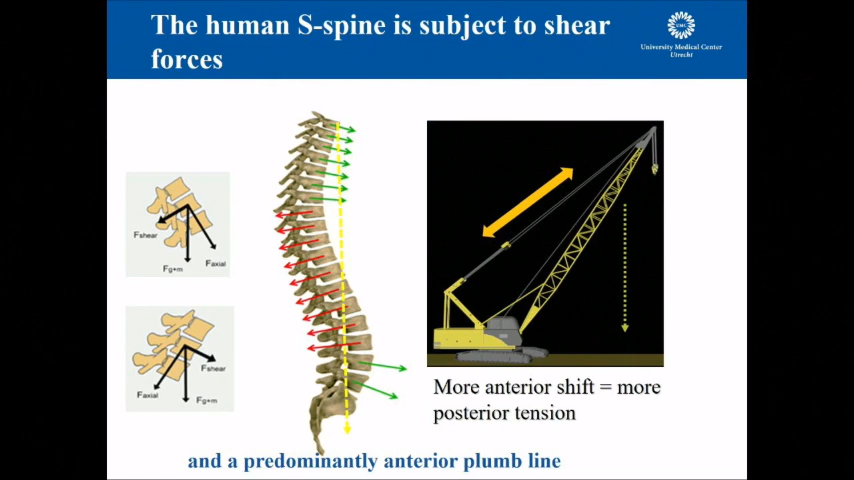 The human S-spine is subject to shear
forces
UMC
University Medical Center
Utrecht
Fshear
Fg+m
Faxial
Fshear
Faxial
Fg+m
More anterior shift = more
posterior tension
and a predominantly anterior plumb line